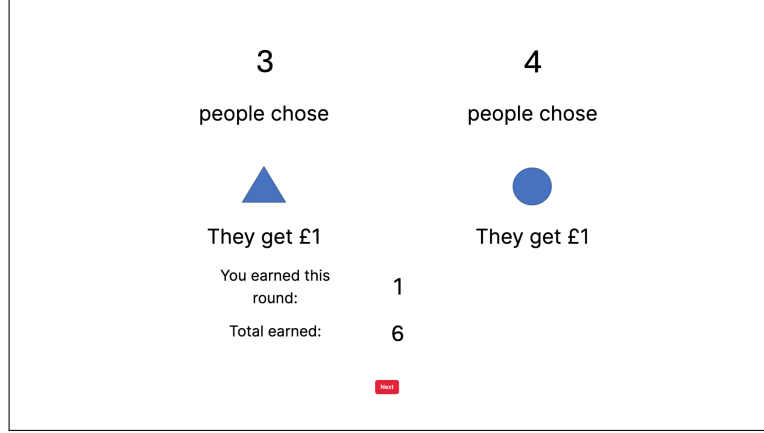 3
people chose
They get £1
4
people chose
They get £1
You earned this
round:
1
Total earned:
6
Next